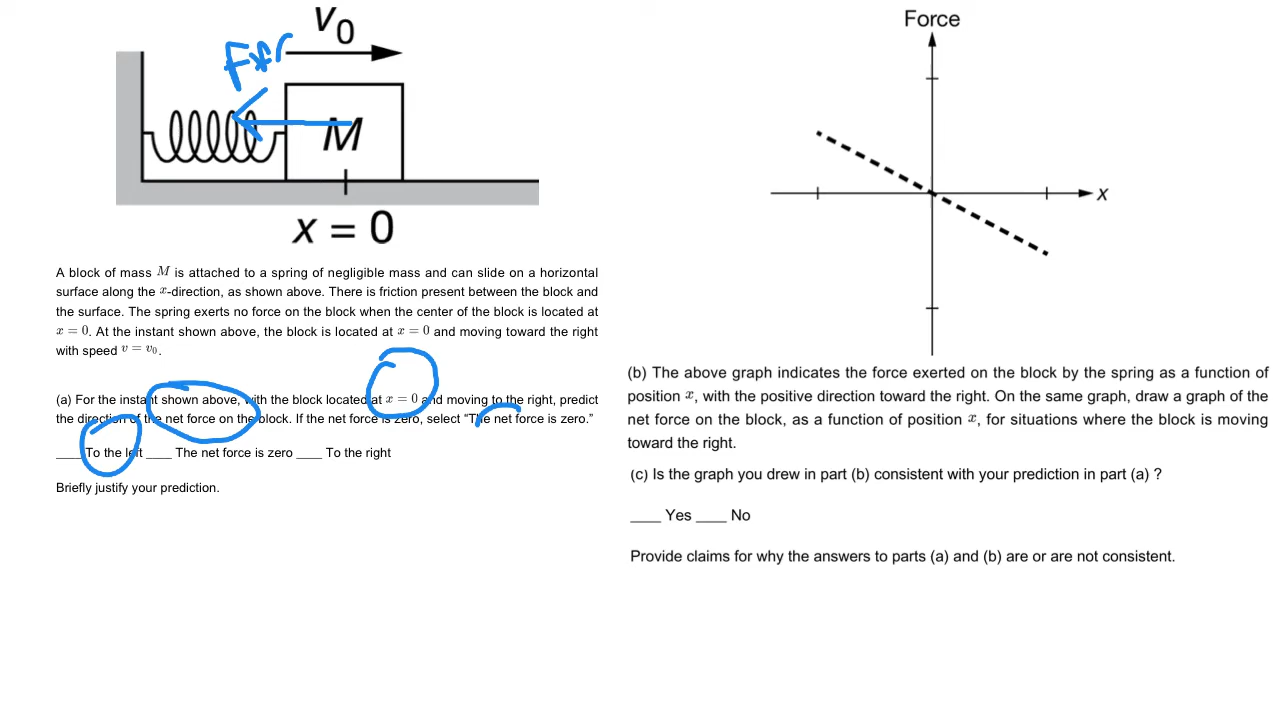 v0
Ffr
M
x = 0
A block of mass M is attached to a spring of negligible mass and can slide on a horizontal
surface along the x-direction, as shown above. There is friction present between the block and
the surface. The spring exerts no force on the block when the center of the block is located at
x = 0. At the instant shown above, the block is located at x = 0 and moving toward the right
with speed v = v0.
(a) For the instant shown above, with the block located at x = 0 and moving to the right, predict
the direction of the net force on the block. If the net force is zero, select “The net force is zero.”
____ To the left ____ The net force is zero ____ To the right
Briefly justify your prediction.
Force
x
(b) The above graph indicates the force exerted on the block by the spring as a function of
position x, with the positive direction toward the right. On the same graph, draw a graph of the
net force on the block, as a function of position x, for situations where the block is moving
toward the right.
(c) Is the graph you drew in part (b) consistent with your prediction in part (a) ?
____ Yes ____ No
Provide claims for why the answers to parts (a) and (b) are or are not consistent.